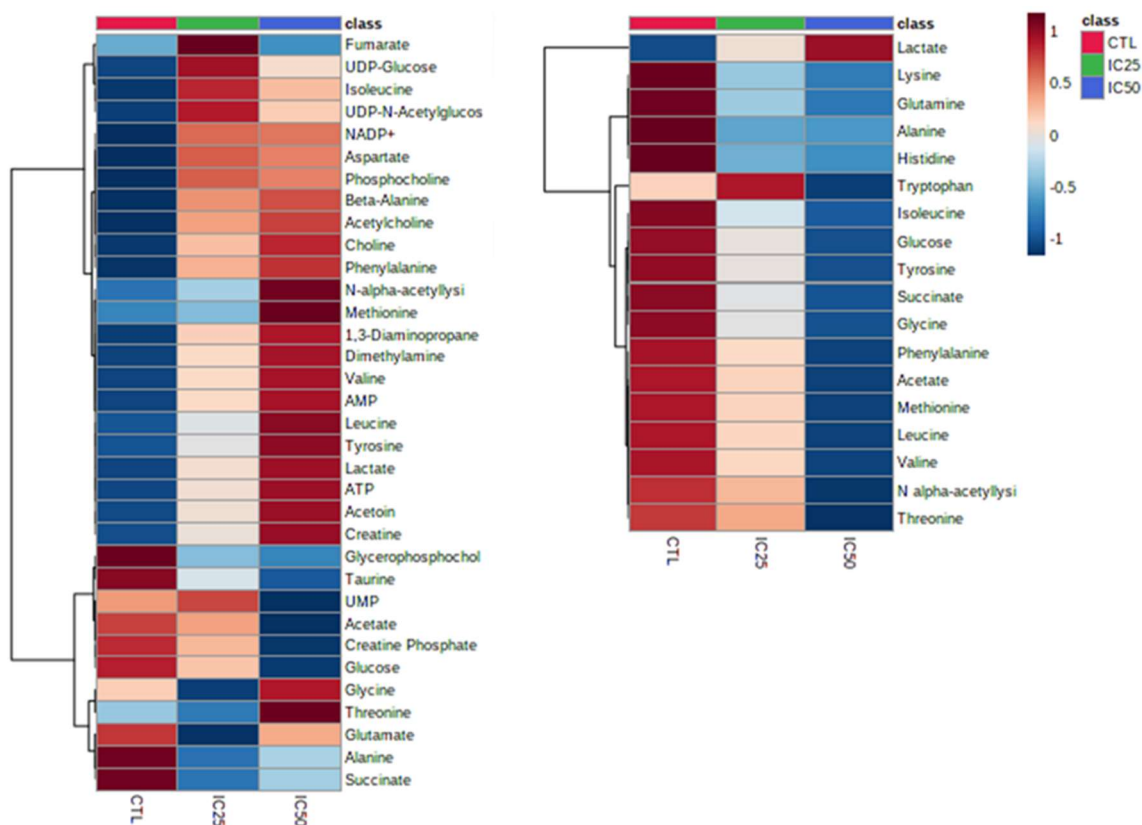 class
Fumarate
UDP-Glucose
Isoleucine
UDP-N-Acetylglucos
NADP+
Aspartate
Phosphocholine
Beta-Alanine
Acetylcholine
Choline
Phenylalanine
N-alpha-acetyllysi
Methionine
1,3-Diaminopropane
Dimethylamine
Valine
AMP
Leucine
Tyrosine
Lactate
ATP
Acetoin
Creatine
Glycerophosphochol
Taurine
UMP
Acetate
Creatine Phosphate
Glucose
Glycine
Threonine
Glutamate
Alanine
Succinate
CTL
IC25
IC50
class
Lactate
Lysine
Glutamine
Alanine
Histidine
Tryptophan
Isoleucine
Glucose
Tyrosine
Succinate
Glycine
Phenylalanine
Acetate
Methionine
Leucine
Valine
N alpha-acetyllysi
Threonine
CTL
IC25
IC50
1
0.5
0
-0.5
-1
class
CTL
IC25
IC50